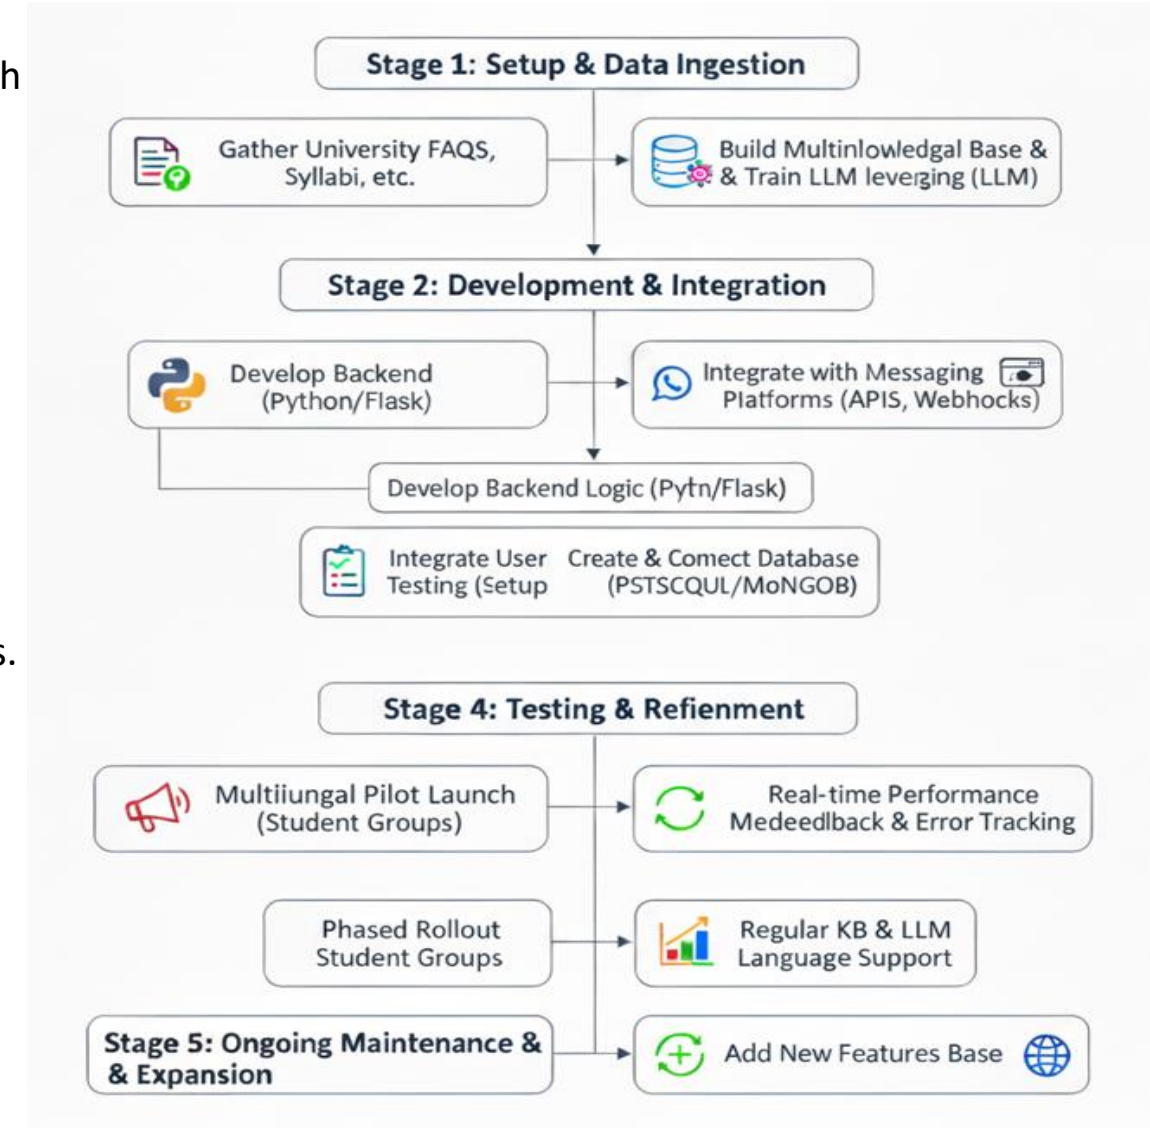 h
Stage 1: Setup & Data Ingestion
Gather University FAQS,
Syllabi, etc.
Build Multinlowledgal Base &
& Train LLM leverging (LLM)
Stage 2: Development & Integration
Develop Backend
(Python/Flask)
Integrate with Messaging
Platforms (APIS, Webhocks)
Develop Backend Logic (Pytn/Flask)
Integrate User
Testing (Setup
Create & Comect Database
(PSTSCQUL/MoNGOB)
s.
Stage 4: Testing & Refienment
Multiiungal Pilot Launch
(Student Groups)
Real-time Performance
Medeedlback & Error Tracking
Phased Rollout
Student Groups
Regular KB & LLM
Language Support
Stage 5: Ongoing Maintenance &
& Expansion
Add New Features Base